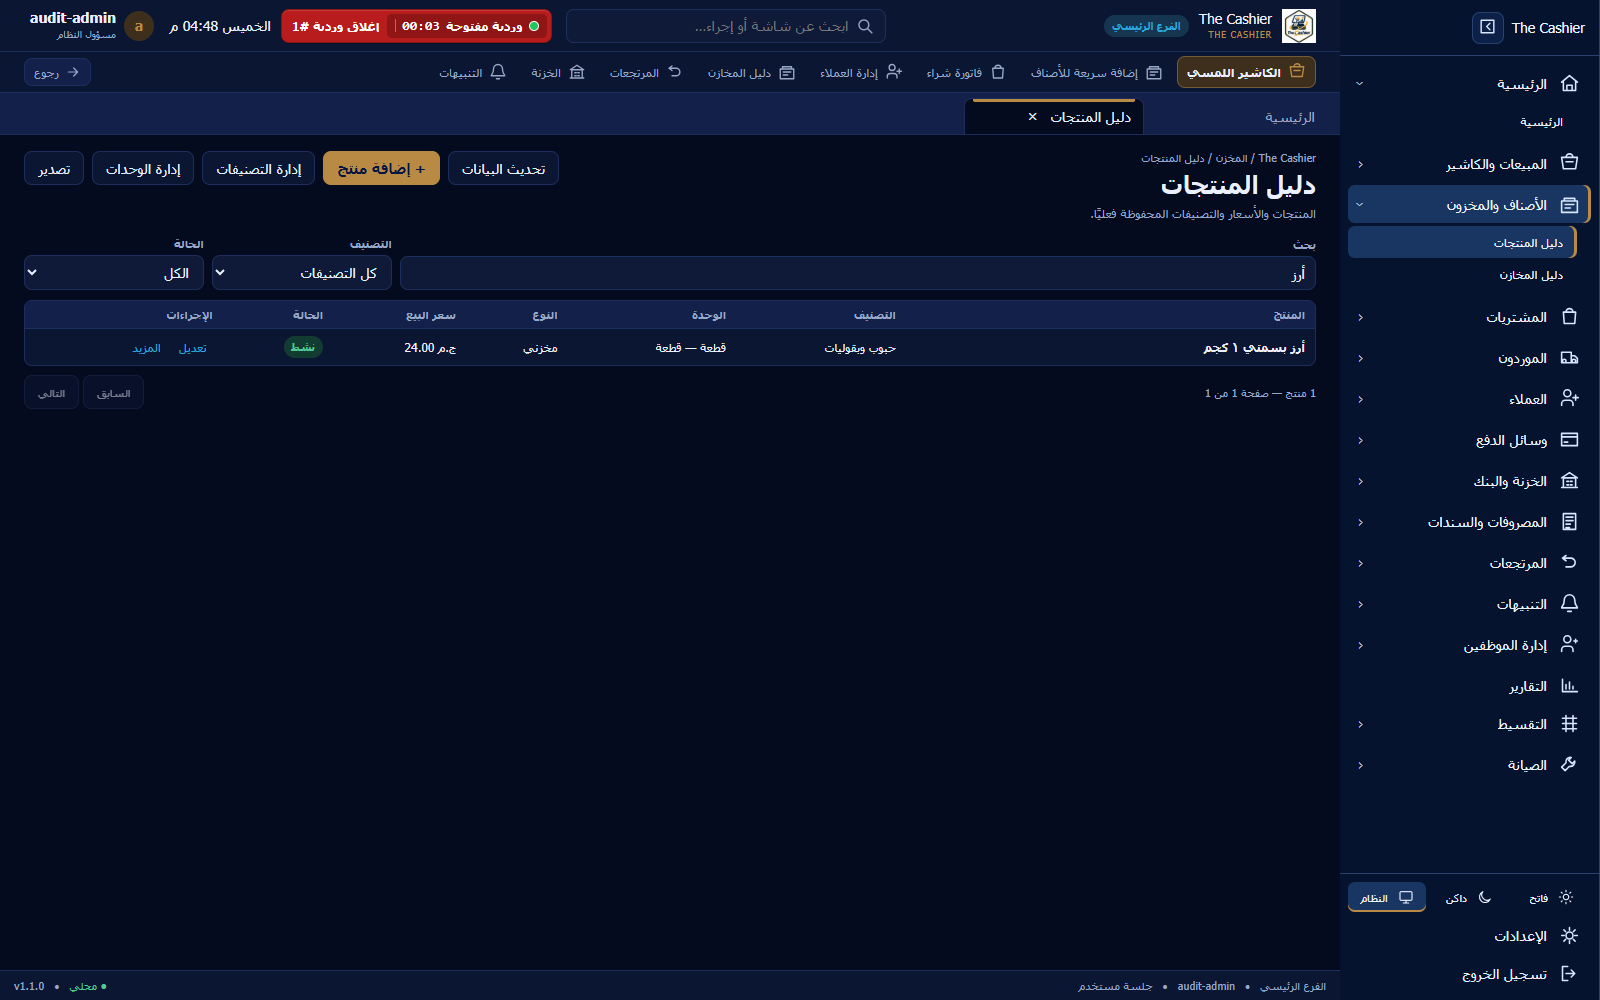 The Cashier
الرئيسية
الرئيسية
المبيعات والكاشير
الأصناف والمخزون
دليل المنتجات
دليل المخازن
المشتريات
الموردون
العملاء
وسائل الدفع
الخزنة والبنك
المصروفات والسندات
المرتجعات
التنبيهات
إدارة الموظفين
التقارير
التقسيط
الصيانة
فاتح داكن النظام
الإعدادات
تسجيل الخروج
The Cashier
THE CASHIER
الفرع الرئيسي
ابحث عن شاشة أو إجراء...
وردية مفتوحة 00:03 | إغلاق وردية #1
الخميس 04:48 م
audit-admin
مسؤول النظام
a
الكاشير اللمسي إضافة سريعة للأصناف فاتورة شراء إدارة العملاء دليل المخازن المرتجعات الخزنة التنبيهات رجوع
الرئيسية دليل المنتجات ×
The Cashier / المخزن / دليل المنتجات
دليل المنتجات
المنتجات والأسعار والتصنيفات المحفوظة فعليًا.
تحديث البيانات + إضافة منتج إدارة التصنيفات إدارة الوحدات تصدير
بحث التصنيف الحالة
أرز كل التصنيفات الكل
المنتج التصنيف الوحدة النوع سعر البيع الحالة الإجراءات
أرز بسمتي ١ كجم حبوب وبقوليات قطعة — قطعة مخزني 24.00 ج.م نشط تعديل المزيد
1 منتج — صفحة 1 من 1 السابق التالي
الفرع الرئيسي • audit-admin • جلسة مستخدم
محلي • v1.1.0